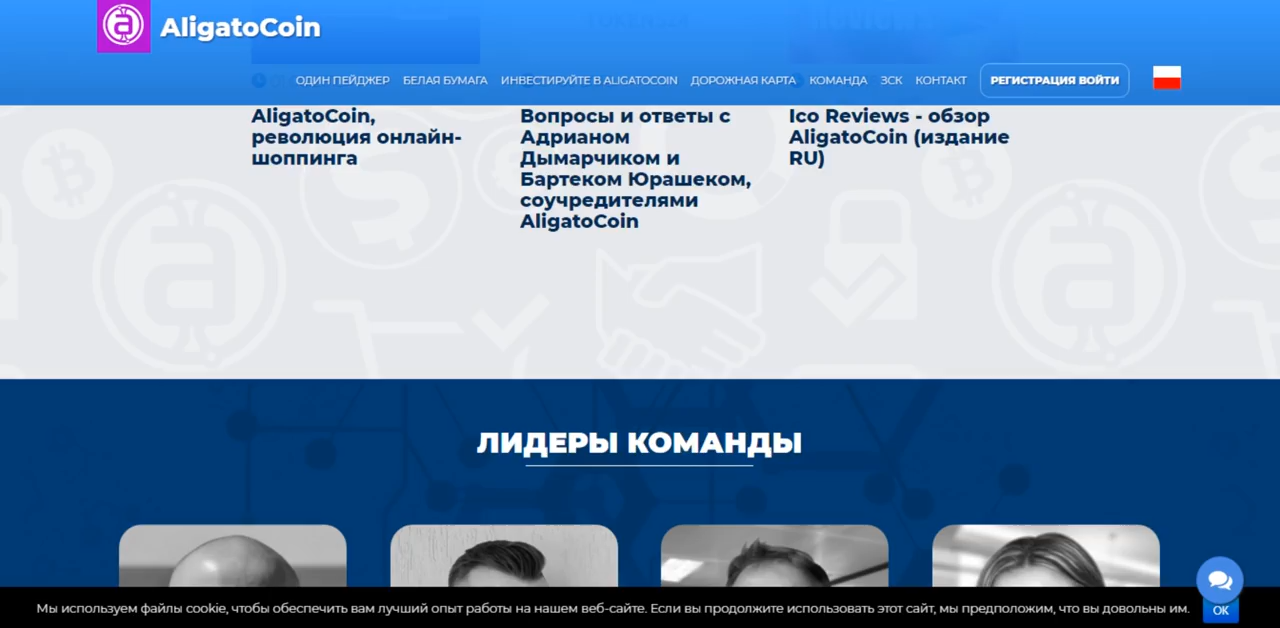 AligatoCoin
ОДИН ПЕЙДЖЕР БЕЛАЯ БУМАГА ИНВЕСТИРУЙТЕ В ALIGATOCOIN ДОРОЖНАЯ КАРТА КОМАНДА ЗСК КОНТАКТ РЕГИСТРАЦИЯ ВОЙТИ
AligatoCoin,
революция онлайн-
шоппинга
Вопросы и ответы с
Адрианом
Дымарчиком и
Бартеком Юрашеком,
соучредителями
AligatoCoin
Ico Reviews - обзор
AligatoCoin (издание
RU)
ЛИДЕРЫ КОМАНДЫ
Мы используем файлы cookie, чтобы обеспечить вам лучший опыт работы на нашем веб-сайте. Если вы продолжите использовать этот сайт, мы предположим, что вы довольны им.
OK